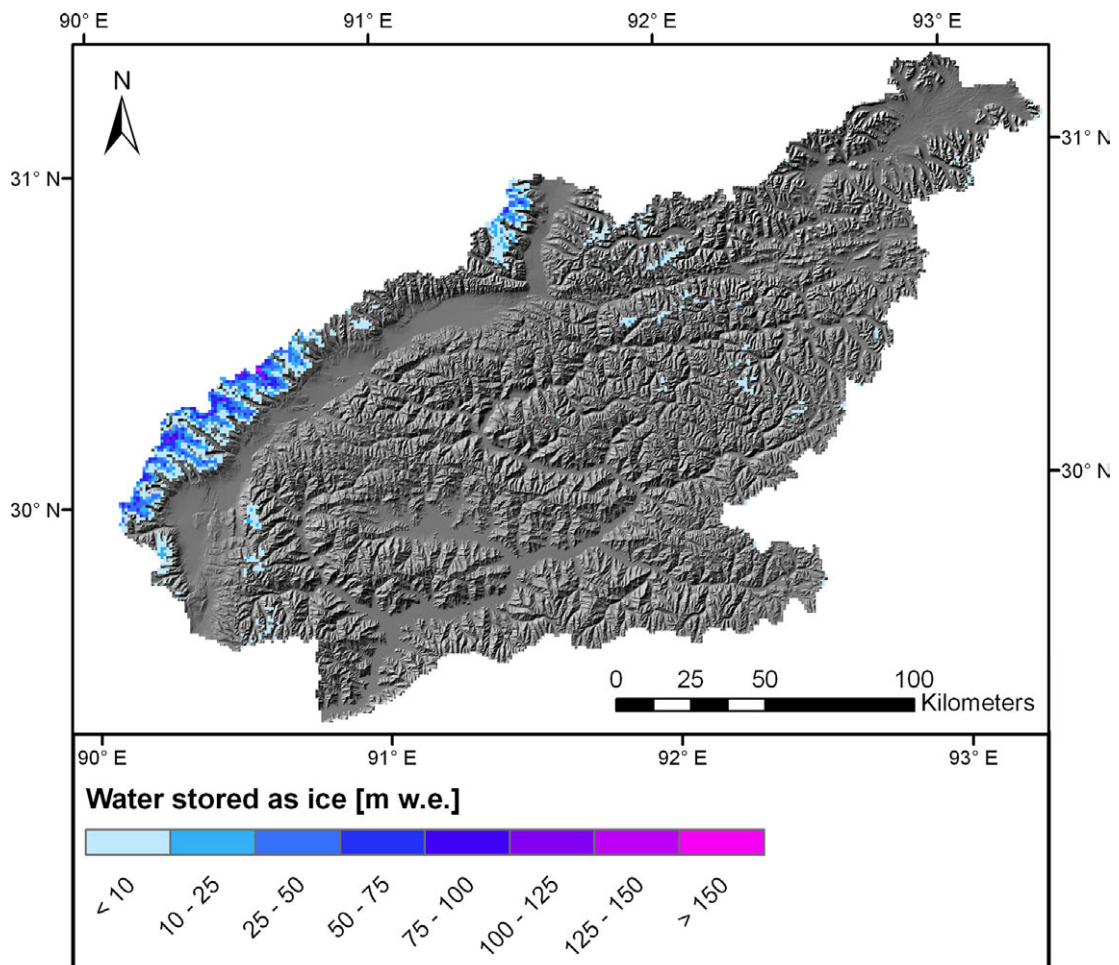 90° E 91° E 92° E 93° E
N
31° N
31° N
30° N
30° N
0 25 50 100
Kilometers
90° E 91° E 92° E 93° E
Water stored as ice [m w.e.]
< 10 10 - 25 25 - 50 50 - 75 75 - 100 100 - 125 125 - 150 > 150